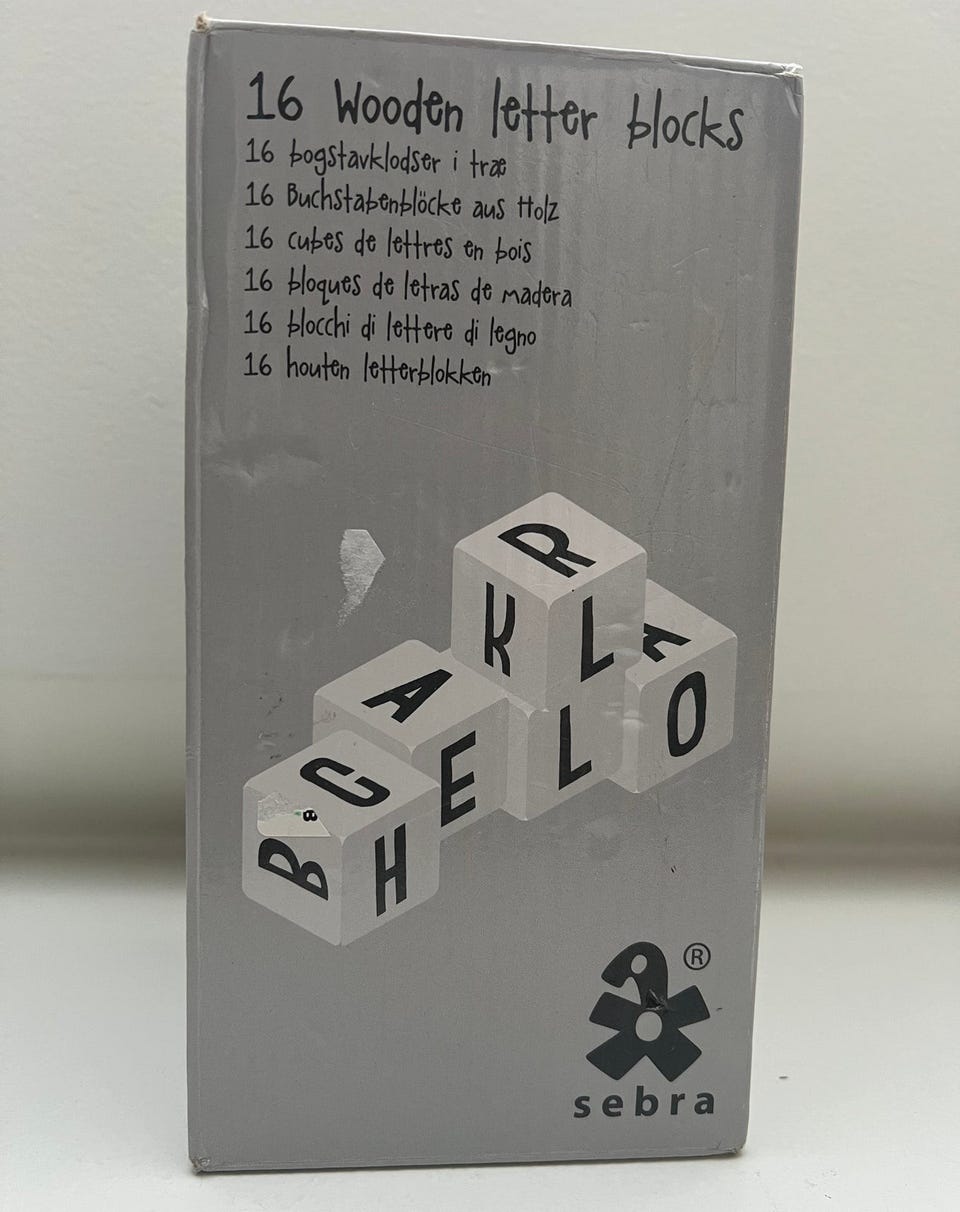 16 Wooden letter blocks
16 bogstavklodser i træ
16 Buchstabenblöcke aus Holz
16 cubes de lettres en bois
16 bloques de letras de madera
16 blocchi di lettere di legno
16 houten letterblokken
R
K L A
A E L O
G
B H
®
sebra